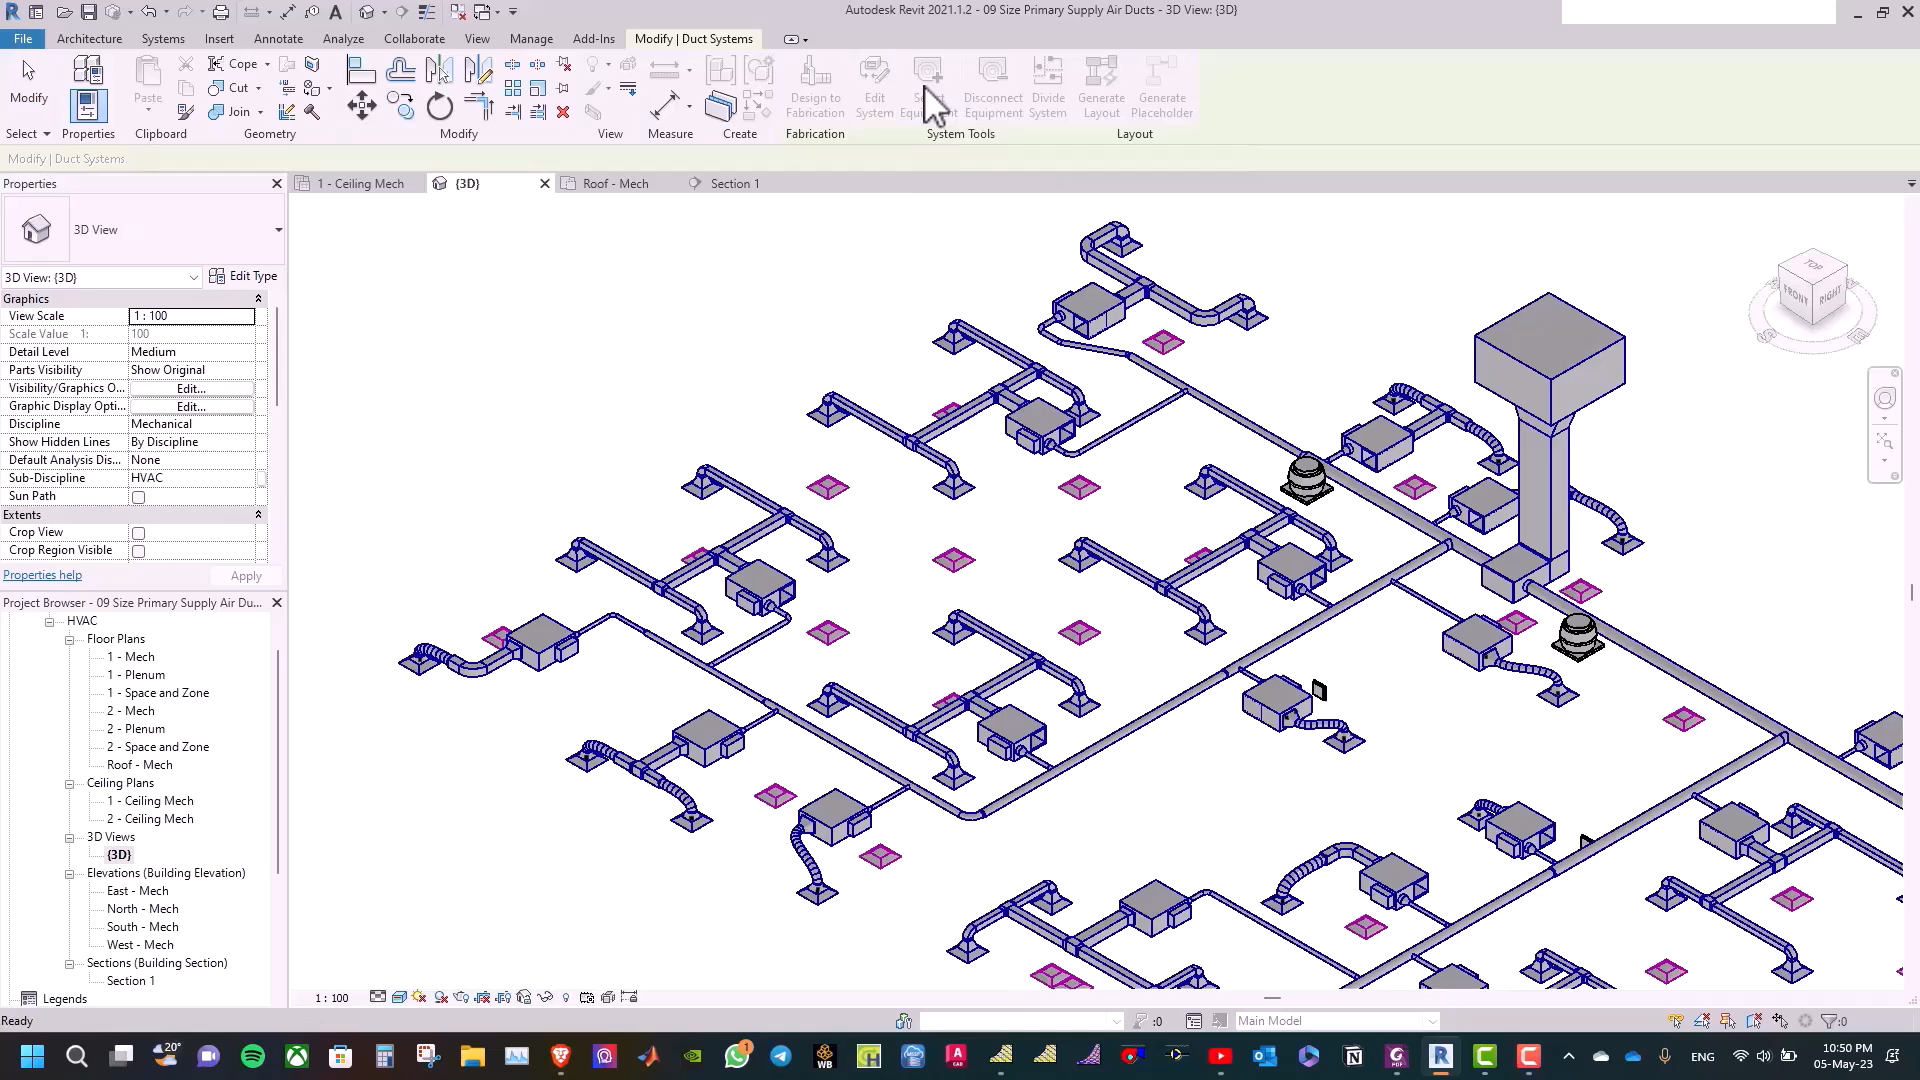 Autodesk Revit 2021.1.2 - 09 Size Primary Supply Air Ducts - 3D View: {3D}
File Architecture Systems Insert Annotate Analyze Collaborate View Manage Add-Ins Modify | Duct Systems
Modify Paste Cope Cut Join Design to Fabrication Edit System Disconnect Equipment Divide System Generate Layout Generate Placeholder
Select Properties Clipboard Geometry Modify View Measure Create Fabrication System Tools Layout
Modify | Duct Systems
Properties
1 - Ceiling Mech {3D} Roof - Mech Section 1
3D View
3D View: {3D} Edit Type
Graphics
View Scale 1 : 100
Scale Value 1: 100
Detail Level Medium
Parts Visibility Show Original
Visibility/Graphics O... Edit...
Graphic Display Opti... Edit...
Discipline Mechanical
Show Hidden Lines By Discipline
Default Analysis Dis... None
Sub-Discipline HVAC
Sun Path
Extents
Crop View
Crop Region Visible
Properties help Apply
Project Browser - 09 Size Primary Supply Air Du...
HVAC
Floor Plans
1 - Mech
1 - Plenum
1 - Space and Zone
2 - Mech
2 - Plenum
2 - Space and Zone
Roof - Mech
Ceiling Plans
1 - Ceiling Mech
2 - Ceiling Mech
3D Views
{3D}
Elevations (Building Elevation)
East - Mech
North - Mech
South - Mech
West - Mech
Sections (Building Section)
Section 1
Legends
TOP
FRONT RIGHT
1 : 100
Ready :0 Main Model :0
20° 1 WB ENG 10:50 PM
05-May-23